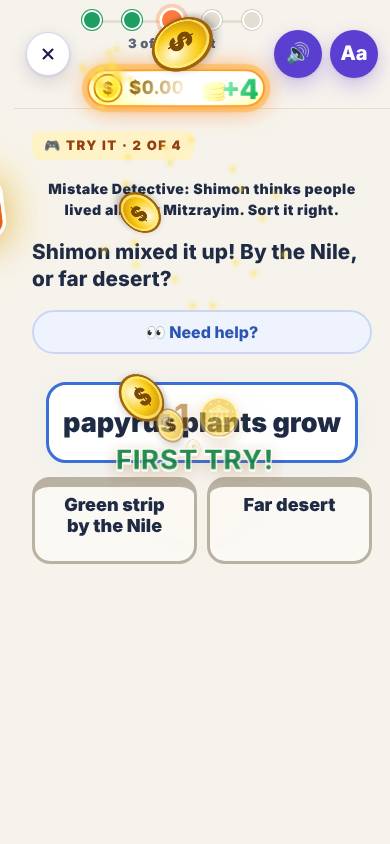 3 of
Aa
$0.00 +4
🎮 TRY IT · 2 OF 4
Mistake Detective: Shimon thinks people
lived al Mitzrayim. Sort it right.
Shimon mixed it up! By the Nile,
or far desert?
👀 Need help?
papyrus plants grow
FIRST TRY!
Green strip
by the Nile
Far desert